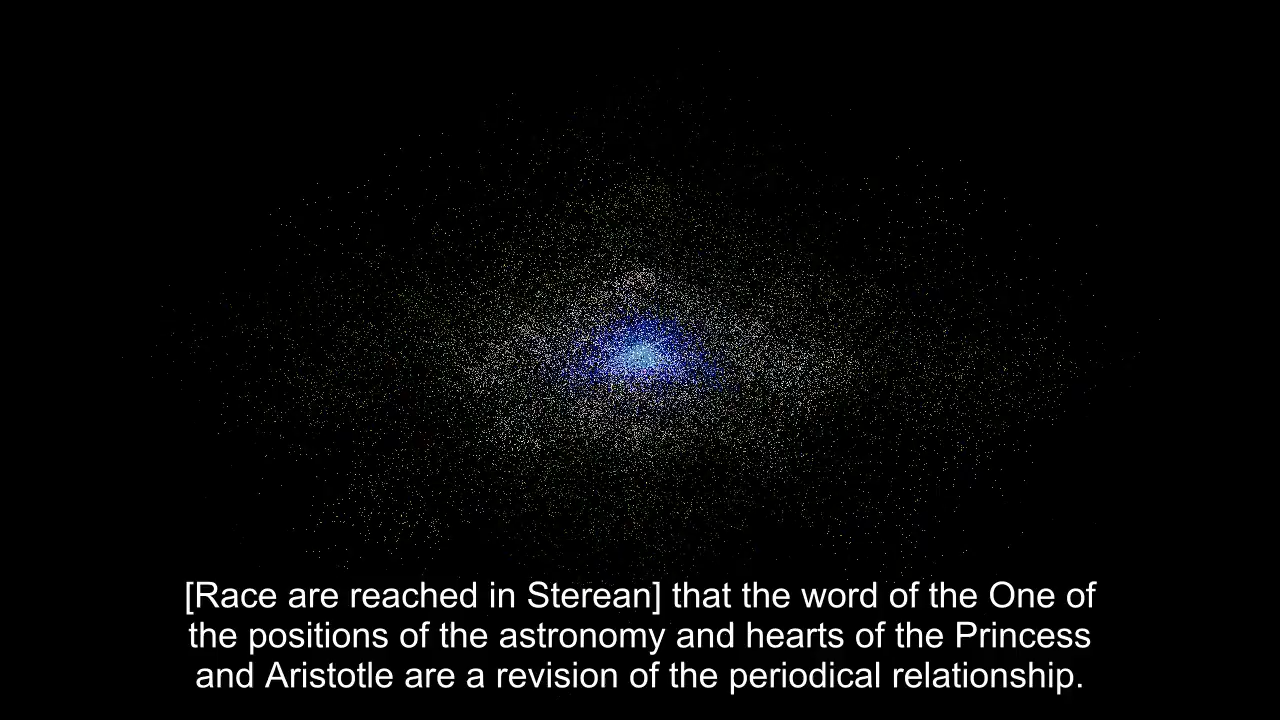 [Race are reached in Sterean] that the word of the One of
the positions of the astronomy and hearts of the Princess
and Aristotle are a revision of the periodical relationship.